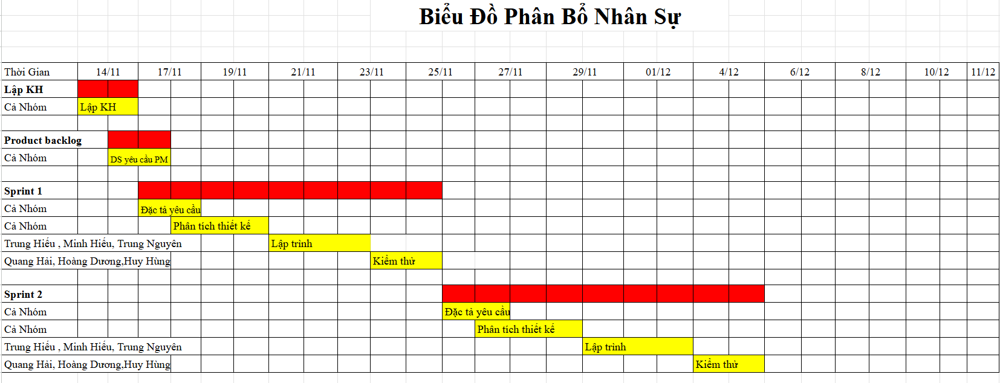 Biểu Đồ Phân Bổ Nhân Sự
Thời Gian 14/11 17/11 19/11 21/11 23/11 25/11 27/11 29/11 01/12 4/12 6/12 8/12 10/12 11/12
Lập KH
Cả Nhóm Lập KH
Product backlog
Cả Nhóm DS yêu cầu PM
Sprint 1
Cả Nhóm Đặc tả yêu cầu
Cả Nhóm Phân tích thiết kế
Trung Hiếu , Minh Hiếu, Trung Nguyên Lập trình
Quang Hải, Hoàng Dương,Huy Hùng Kiểm thử
Sprint 2
Cả Nhóm Đặc tả yêu cầu
Cả Nhóm Phân tích thiết kế
Trung Hiếu , Minh Hiếu, Trung Nguyên Lập trình
Quang Hải, Hoàng Dương,Huy Hùng Kiểm thử